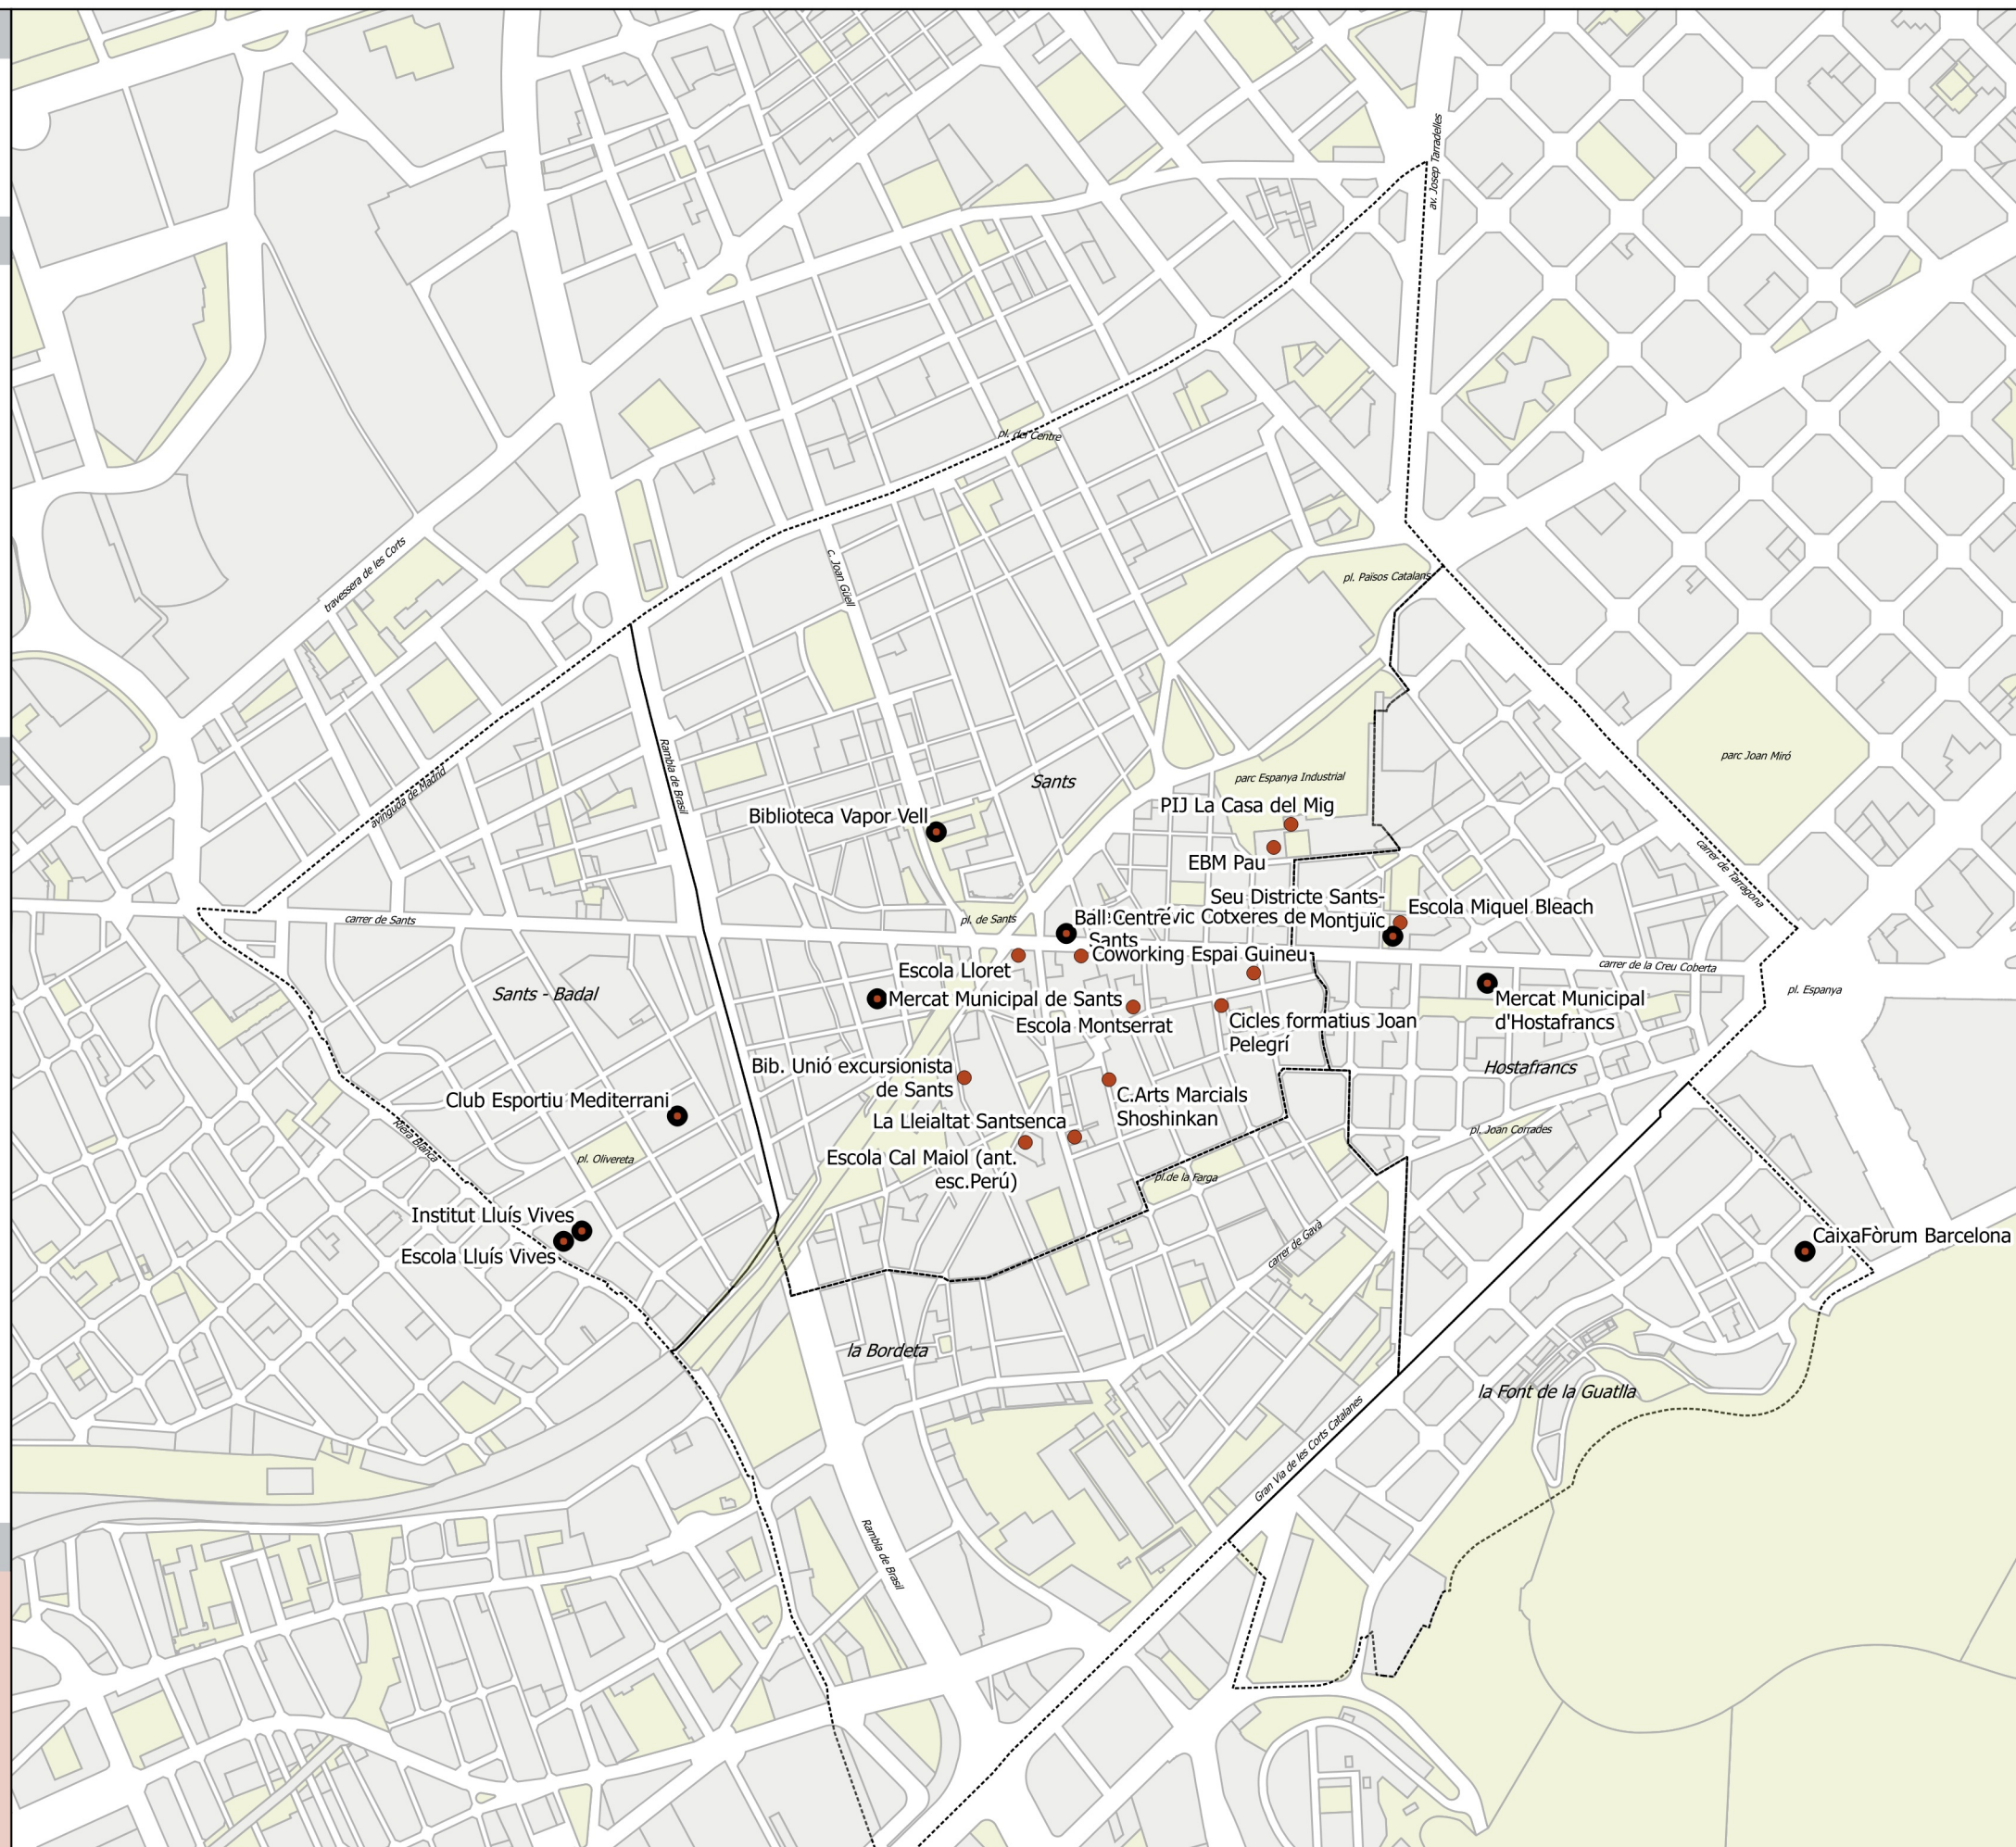 av. Josep Tarradelles
pl. del Centre
travessera de les Corts
c. Joan Güell
pl. Països Catalans
Rambla de Brasil
avinguda de Madrid
Sants
parc Joan Miró
parc Espanya Industrial
PIJ La Casa del Mig
Biblioteca Vapor Vell
EBM Pau
carrer de Tarragona
Seu Districte Sants-
Montjuïc
Escola Miquel Bleach
carrer de Sants
pl. de Sants
Centre
Cotxeres de
Sants
Coworking Espai Guineu
Escola Lloret
carrer de la Creu Coberta
pl. Espanya
Sants - Badal
Mercat Municipal de Sants
Mercat Municipal
d'Hostafrancs
Escola Montserrat
Cicles formatius Joan
Pelegrí
Bib. Unió excursionista
de Sants
Hostafrancs
Club Esportiu Mediterrani
C.Arts Marcials
Shoshinkan
La Lleialtat Santsenca
pl. Joan Corrades
Riera Blanca
pl. Olivereta
Escola Cal Maiol (ant.
esc.Perú)
pl.de la Farga
Institut Lluís Vives
Escola Lluís Vives
carrer de Gavà
CaixaFòrum Barcelona
la Bordeta
la Font de la Guatlla
Gran Via de les Corts Catalanes
Rambla de Brasil